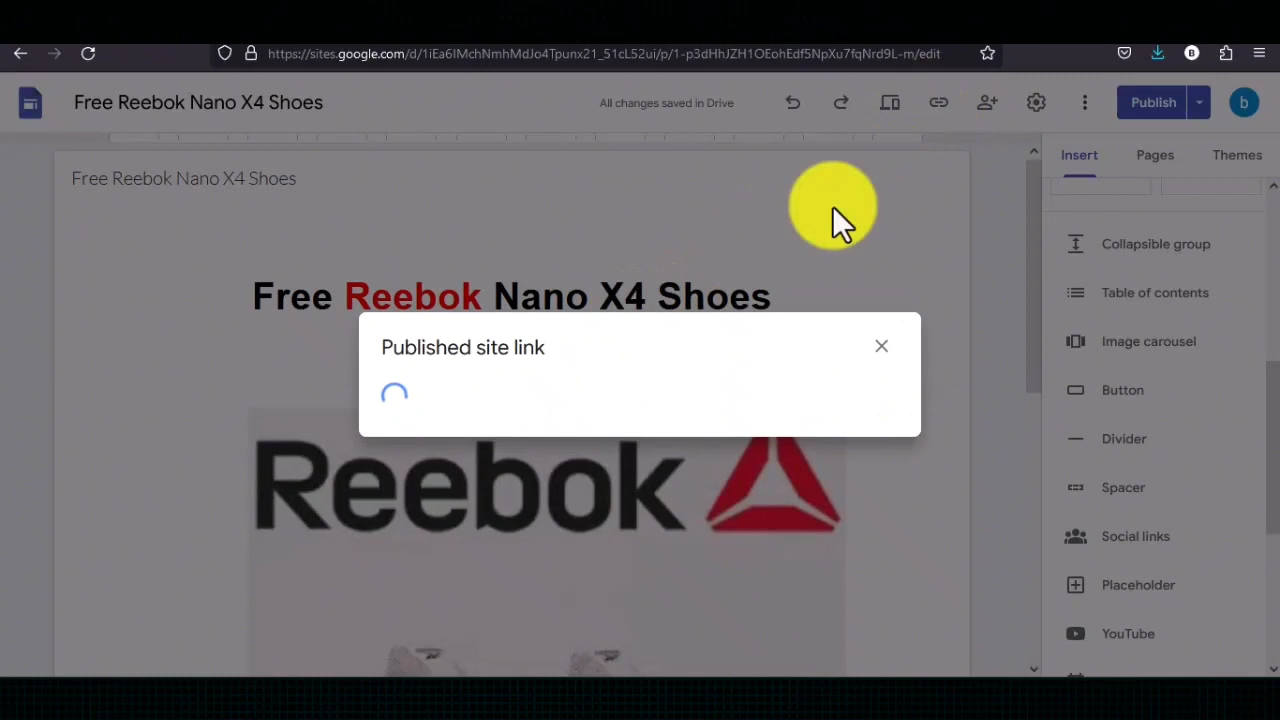 https://sites.google.com/d/1iEa6IMchNmhMdJo4Tpunx21_51cL52ui/p/1-p3dHhJZH1OEohEdf5NpXu7fqNrd9L-m/edit
B
Free Reebok Nano X4 Shoes
All changes saved in Drive
Publish
b
Insert
Pages
Themes
Free Reebok Nano X4 Shoes
Free Reebok Nano X4 Shoes
Published site link
Reebok
Collapsible group
Table of contents
Image carousel
Button
Divider
Spacer
Social links
Placeholder
YouTube